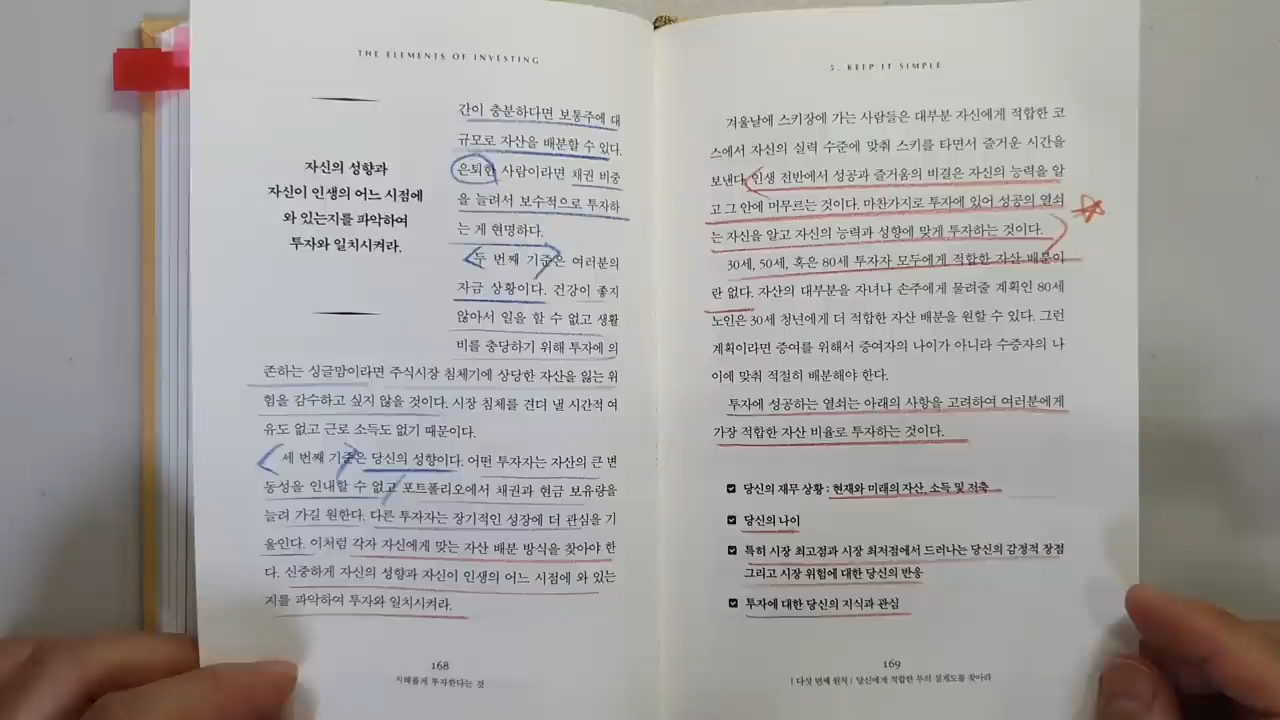 THE ELEMENTS OF INVESTING
자신의 성향과
자신이 인생의 어느 시점에
와 있는지를 파악하여
투자와 일치시켜라.
간이 충분하다면 보통주에 대
규모로 자산을 배분할 수 있다.
은퇴한 사람이라면 채권 비중
을 늘려서 보수적으로 투자하
는 게 현명하다.
두 번째 기준은 여러분의
자금 상황이다. 건강이 좋지
않아서 일을 할 수 없고 생활
비를 충당하기 위해 투자에 의
존하는 싱글맘이라면 주식시장 침체기에 상당한 자산을 잃는 위
험을 감수하고 싶지 않을 것이다. 시장 침체를 견뎌 낼 시간적 여
유도 없고 근로 소득도 없기 때문이다.
세 번째 기준은 당신의 성향이다. 어떤 투자자는 자산의 큰 변
동성을 인내할 수 없고 포트폴리오에서 채권과 현금 보유량을
늘려 가길 원한다. 다른 투자자는 장기적인 성장에 더 관심을 기
울인다. 이처럼 각자 자신에게 맞는 자산 배분 방식을 찾아야 한
다. 신중하게 자신의 성향과 자신이 인생의 어느 시점에 와 있는
지를 파악하여 투자와 일치시켜라.
168
지혜롭게 투자한다는 것
5. KEEP IT SIMPLE
겨울날에 스키장에 가는 사람들은 대부분 자신에게 적합한 코
스에서 자신의 실력 수준에 맞춰 스키를 타면서 즐거운 시간을
보낸다. 인생 전반에서 성공과 즐거움의 비결은 자신의 능력을 알
고 그 안에 머무르는 것이다. 마찬가지로 투자에 있어 성공의 열쇠
는 자신을 알고 자신의 능력과 성향에 맞게 투자하는 것이다.
30세, 50세, 혹은 80세 투자자 모두에게 적합한 자산 배분이
란 없다. 자산의 대부분을 자녀나 손주에게 물려줄 계획인 80세
노인은 30세 청년에게 더 적합한 자산 배분을 원할 수 있다. 그런
계획이라면 증여를 위해서 증여자의 나이가 아니라 수증자의 나
이에 맞춰 적절히 배분해야 한다.
투자에 성공하는 열쇠는 아래의 사항을 고려하여 여러분에게
가장 적합한 자산 비율로 투자하는 것이다.
당신의 재무 상황 : 현재와 미래의 자산, 소득 및 저축
당신의 나이
특히 시장 최고점과 시장 최저점에서 드러나는 당신의 감정적 장점
그리고 시장 위험에 대한 당신의 반응
투자에 대한 당신의 지식과 관심
169
| 다섯 번째 원칙 | 당신에게 적합한 부의 설계도를 찾아라